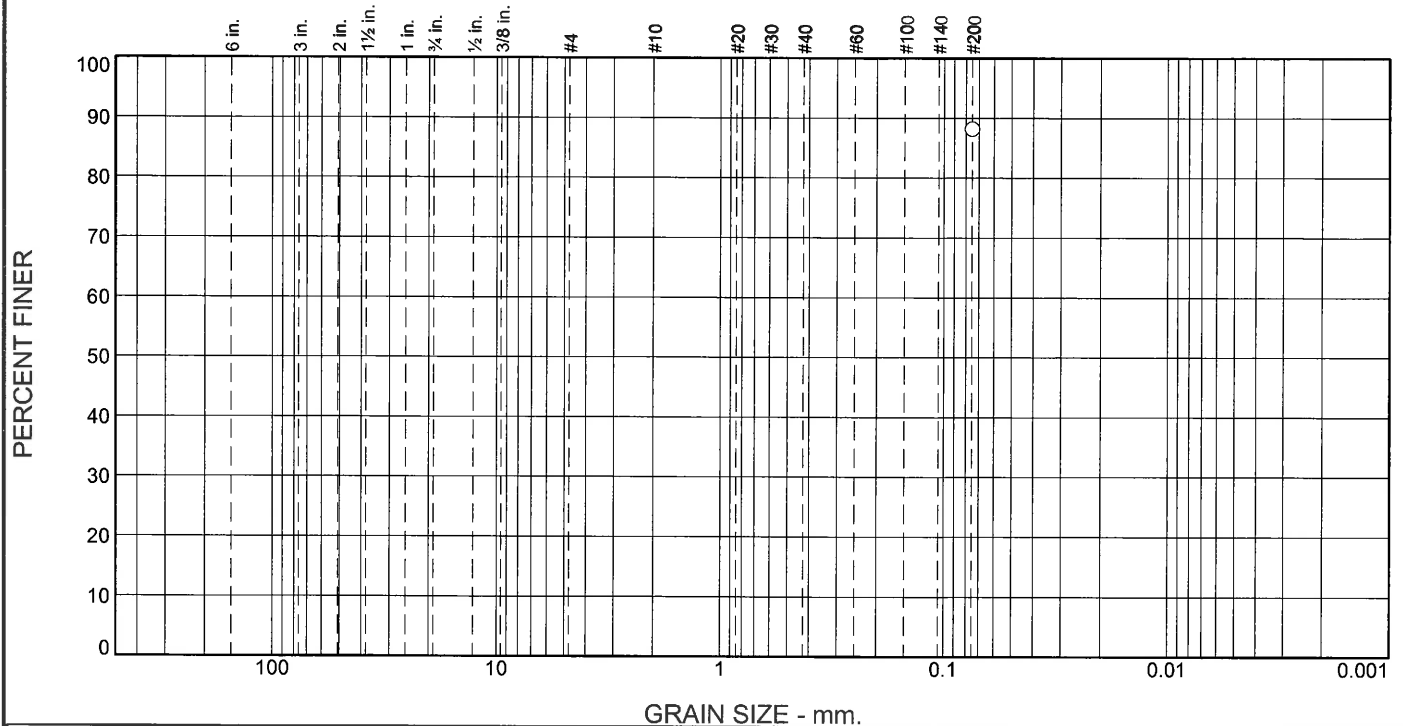 6 in. 3 in. 2 in. 1½ in. 1 in. ¾ in. ½ in. 3/8 in. #4 #10 #20 #30 #40 #60 #100 #140 #200
100
90
80
70
60
50
40
30
20
10
0
PERCENT FINER
100 10 1 0.1 0.01 0.001
GRAIN SIZE - mm.